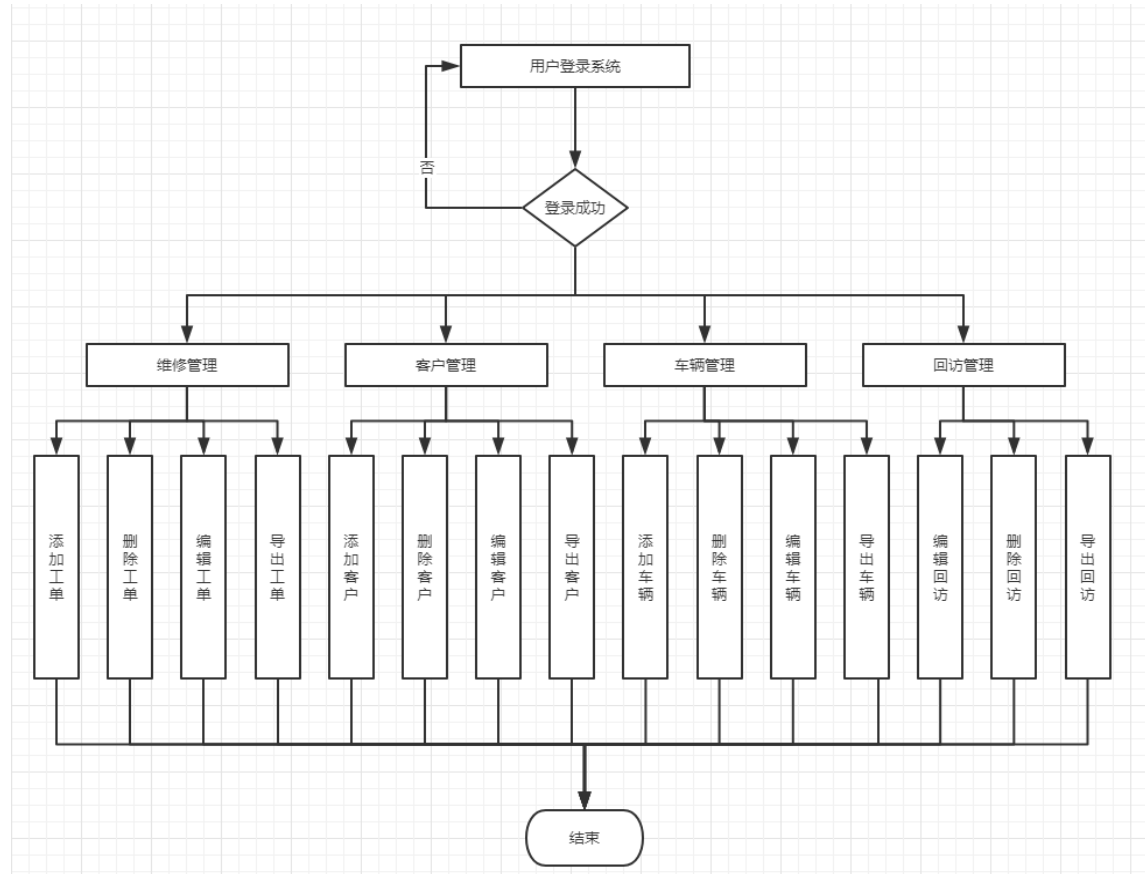 用户登录系统
否
登录成功
维修管理
客户管理
车辆管理
回访管理
添加工单
删除工单
编辑工单
导出工单
添加客户
删除客户
编辑客户
导出客户
添加车辆
删除车辆
编辑车辆
导出车辆
编辑回访
删除回访
导出回访
结束